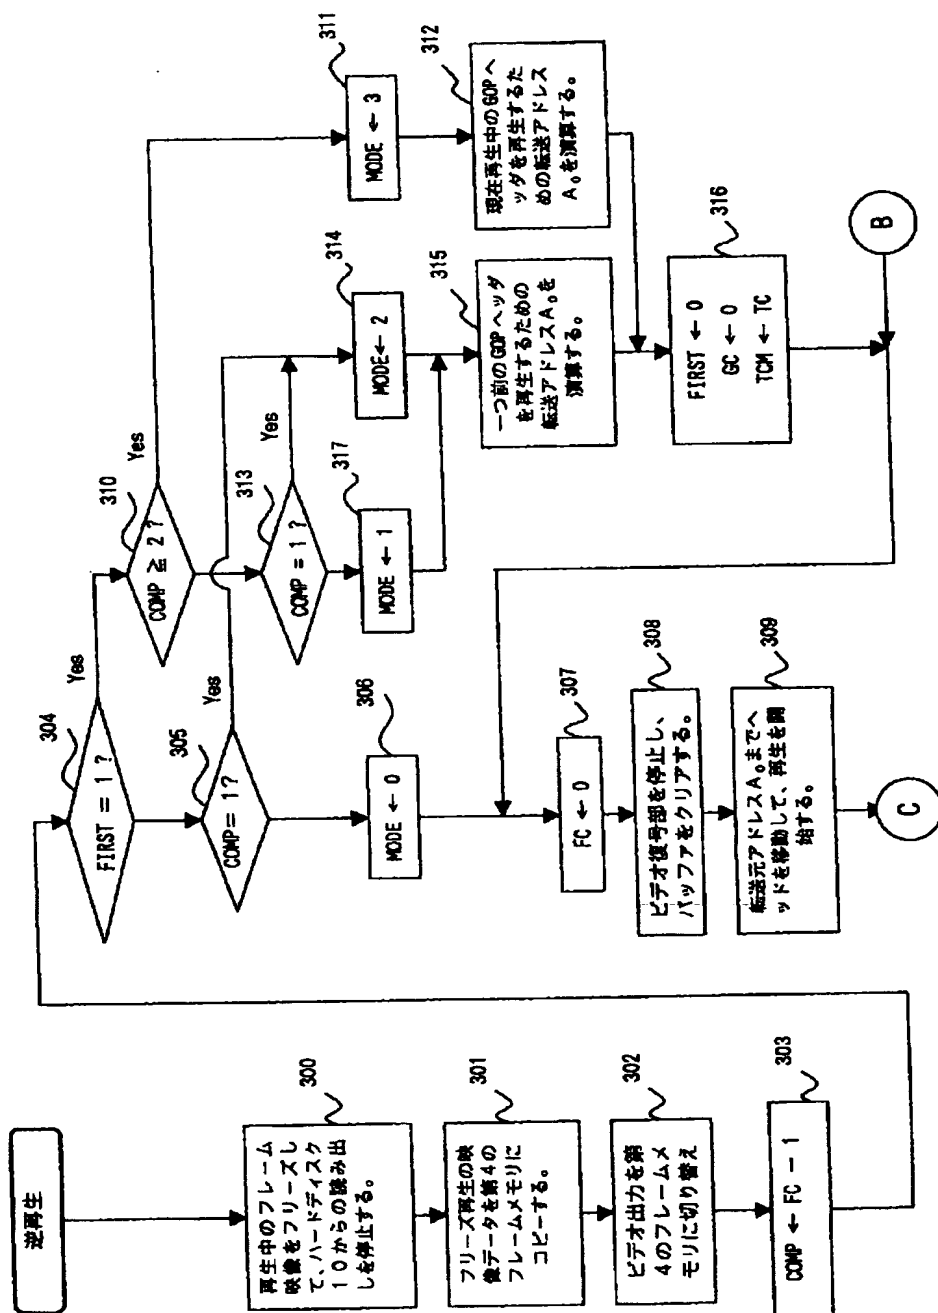 逆再生
300
再生中のフレーム
映像をフリーズし
て、ハードディスク
10からの読み出
しを停止する。
301
フリーズ再生の映
像データを第4の
フレームメモリに
コピーする。
302
ビデオ出力を第
4のフレームメ
モリに切り替え
303
COMP ← FC - 1
304
FIRST = 1 ?
Yes
305
COMP= 1?
Yes
306
MODE ← 0
307
FC ← 0
308
ビデオ復号部を停止し、
バッファをクリアする。
309
転送元アドレスA₀までヘ
ッドを移動して、再生を開
始する。
C
310
COMP ≧ 2 ?
Yes
313
COMP = 1 ?
Yes
317
MODE ← 1
314
MODE← 2
315
一つ前のGOPヘッダ
を再生するための
転送アドレスA₀を
演算する。
311
MODE ← 3
312
現在再生中のGOPヘ
ッダを再生するた
めの転送アドレス
A₀を演算する。
316
FIRST ← 0
GC ← 0
TCM ← TC
B